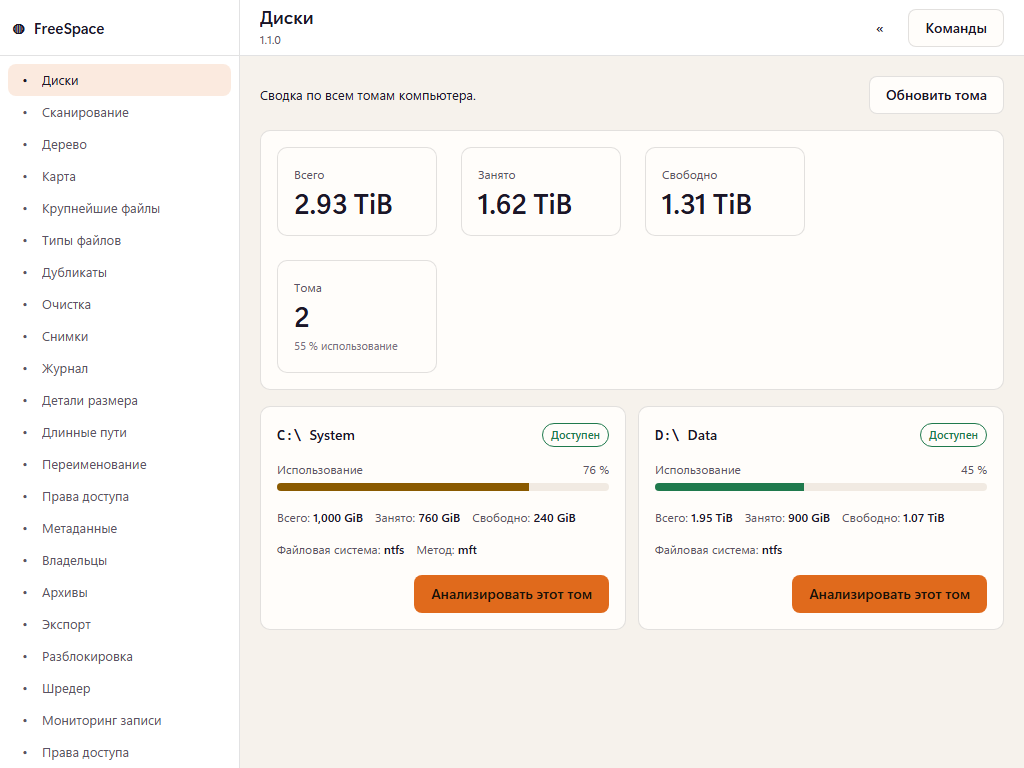 FreeSpace
Диски
1.1.0
«
Команды
Диски
Сканирование
Дерево
Карта
Крупнейшие файлы
Типы файлов
Дубликаты
Очистка
Снимки
Журнал
Детали размера
Длинные пути
Переименование
Права доступа
Метаданные
Владельцы
Архивы
Экспорт
Разблокировка
Шредер
Мониторинг записи
Права доступа
Сводка по всем томам компьютера.
Обновить тома
Всего
2.93 TiB
Занято
1.62 TiB
Свободно
1.31 TiB
Тома
2
55 % использование
C:\ System
Доступен
Использование
76 %
Всего: 1,000 GiB Занято: 760 GiB Свободно: 240 GiB
Файловая система: ntfs Метод: mft
Анализировать этот том
D:\ Data
Доступен
Использование
45 %
Всего: 1.95 TiB Занято: 900 GiB Свободно: 1.07 TiB
Файловая система: ntfs
Анализировать этот том